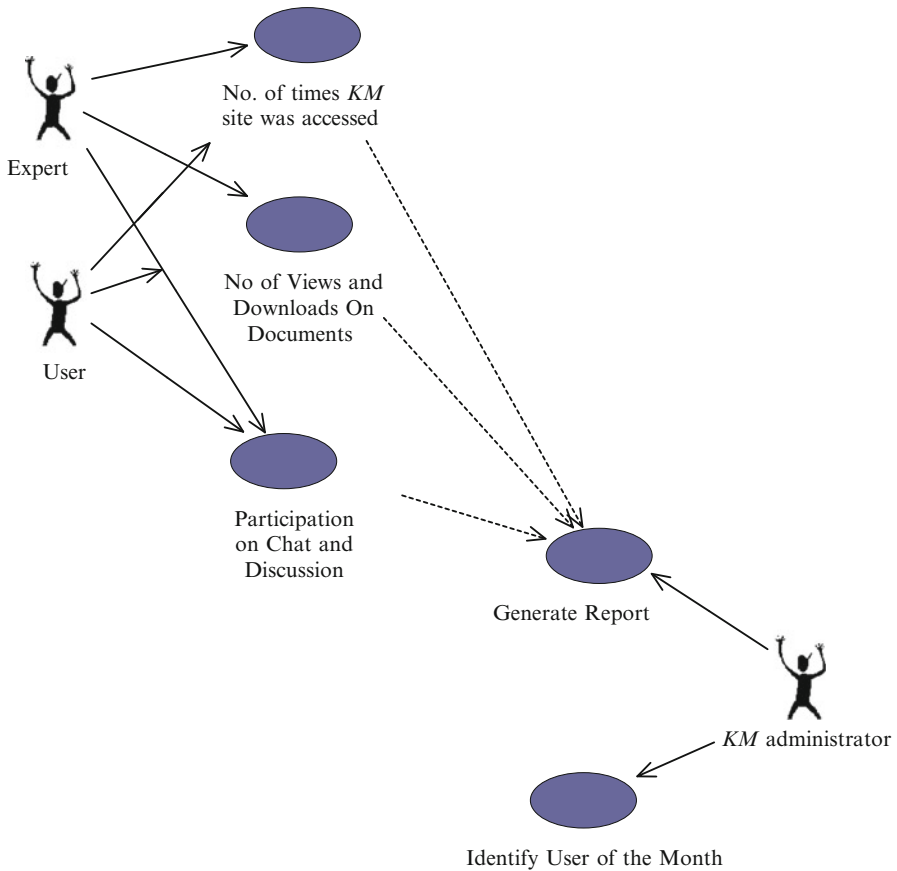 No. of times KM
site was accessed
Expert
No of Views and
Downloads On
Documents
User
Participation
on Chat and
Discussion
Generate Report
KM administrator
Identify User of the Month